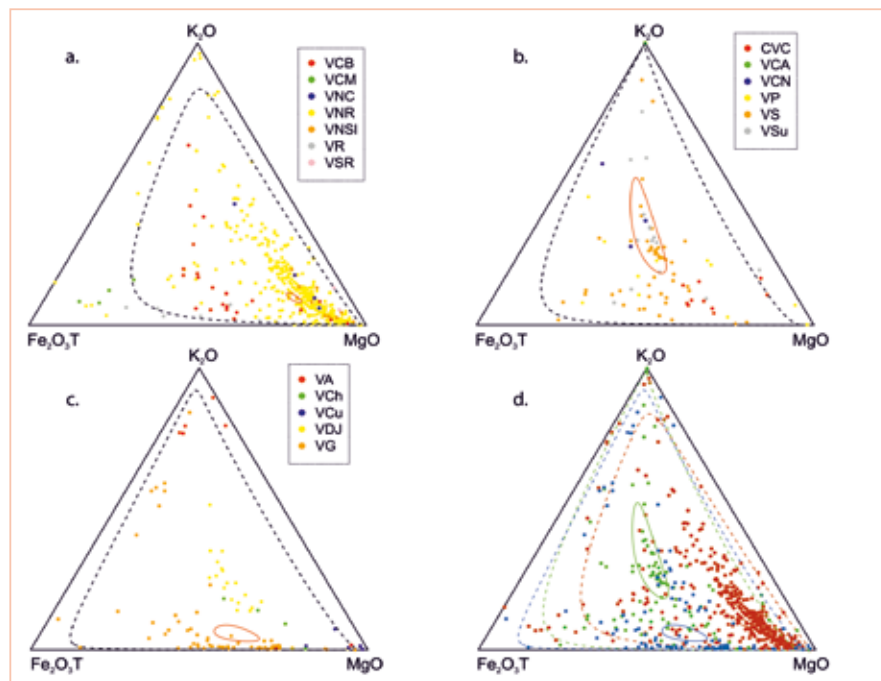 a.
K₂O
VCB
VCM
VNC
VNR
VNSI
VR
VSR
Fe₂O₃T
MgO
b.
K₂O
CVC
VCA
VCN
VP
VS
VSu
Fe₂O₃T
MgO
c.
K₂O
VA
VCh
VCu
VDJ
VG
Fe₂O₃T
MgO
d.
K₂O
Fe₂O₃T
MgO